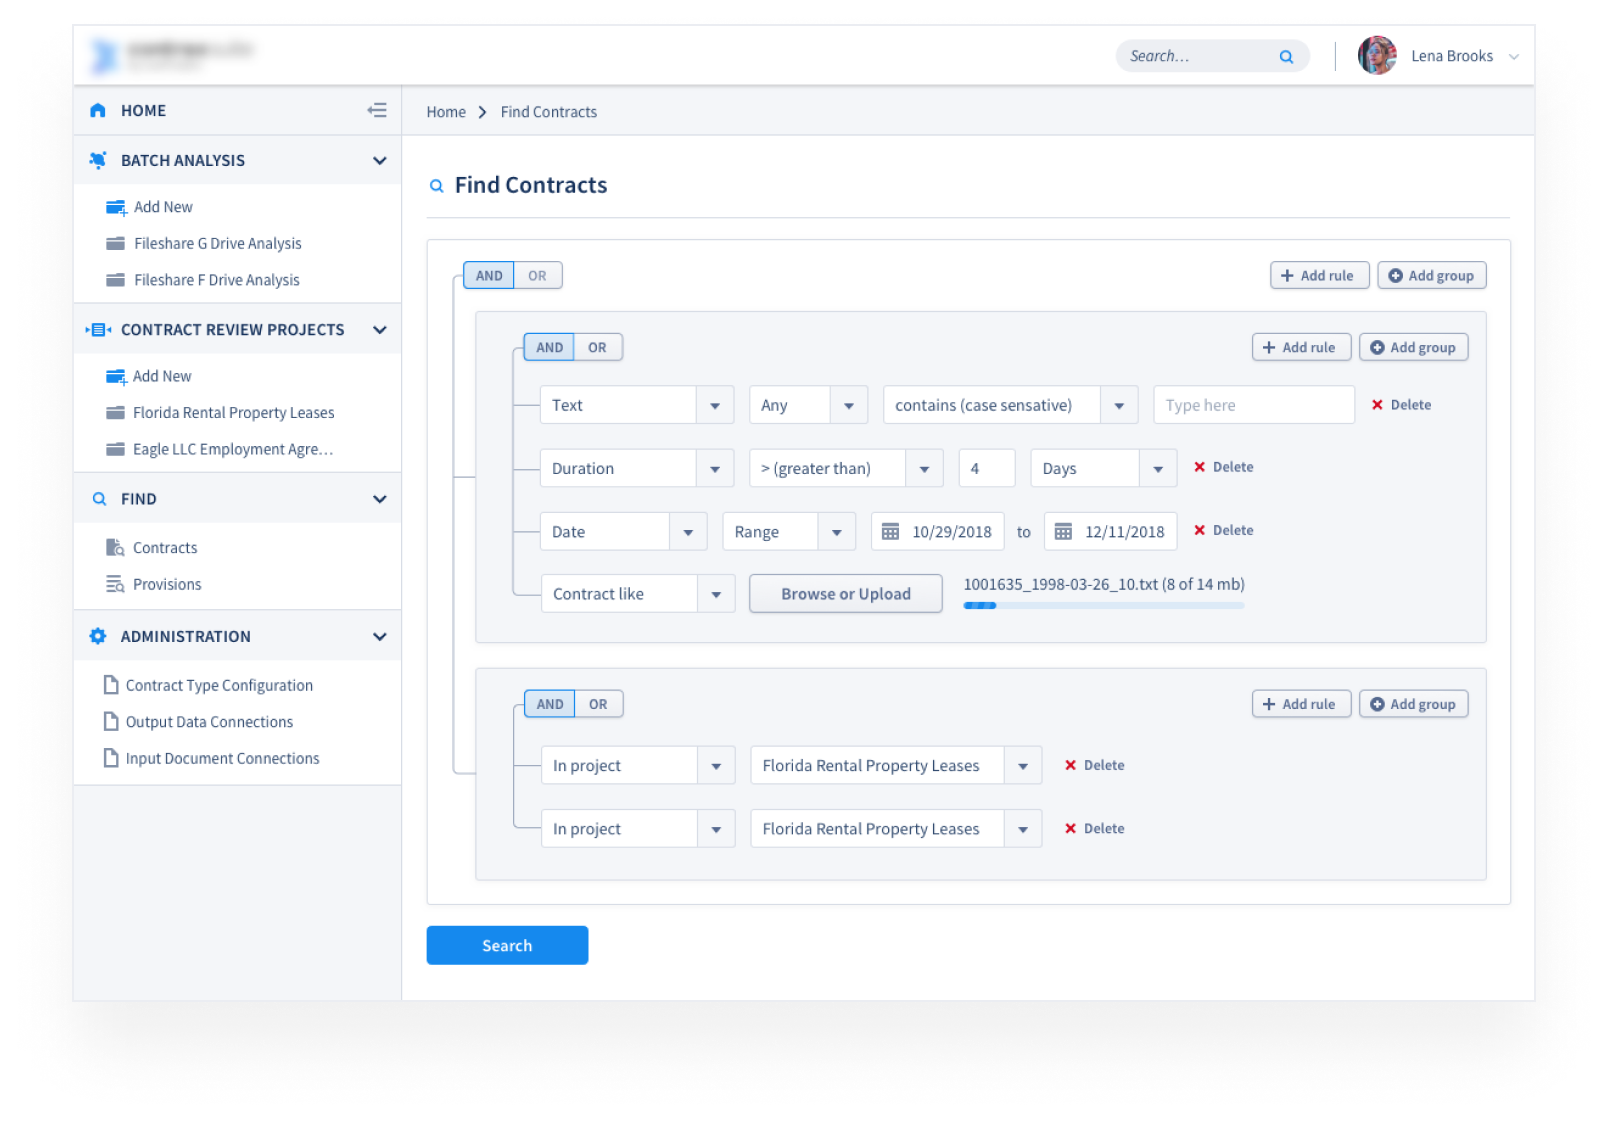 Search...
Lena Brooks
HOME
Home > Find Contracts
BATCH ANALYSIS
Add New
Fileshare G Drive Analysis
Fileshare F Drive Analysis
CONTRACT REVIEW PROJECTS
Add New
Florida Rental Property Leases
Eagle LLC Employment Agre...
FIND
Contracts
Provisions
ADMINISTRATION
Contract Type Configuration
Output Data Connections
Input Document Connections
Find Contracts
AND OR + Add rule Add group
AND OR + Add rule Add group
Text Any contains (case sensative) Type here Delete
Duration > (greater than) 4 Days Delete
Date Range 10/29/2018 to 12/11/2018 Delete
Contract like Browse or Upload 1001635_1998-03-26_10.txt (8 of 14 mb)
AND OR + Add rule Add group
In project Florida Rental Property Leases Delete
In project Florida Rental Property Leases Delete
Search